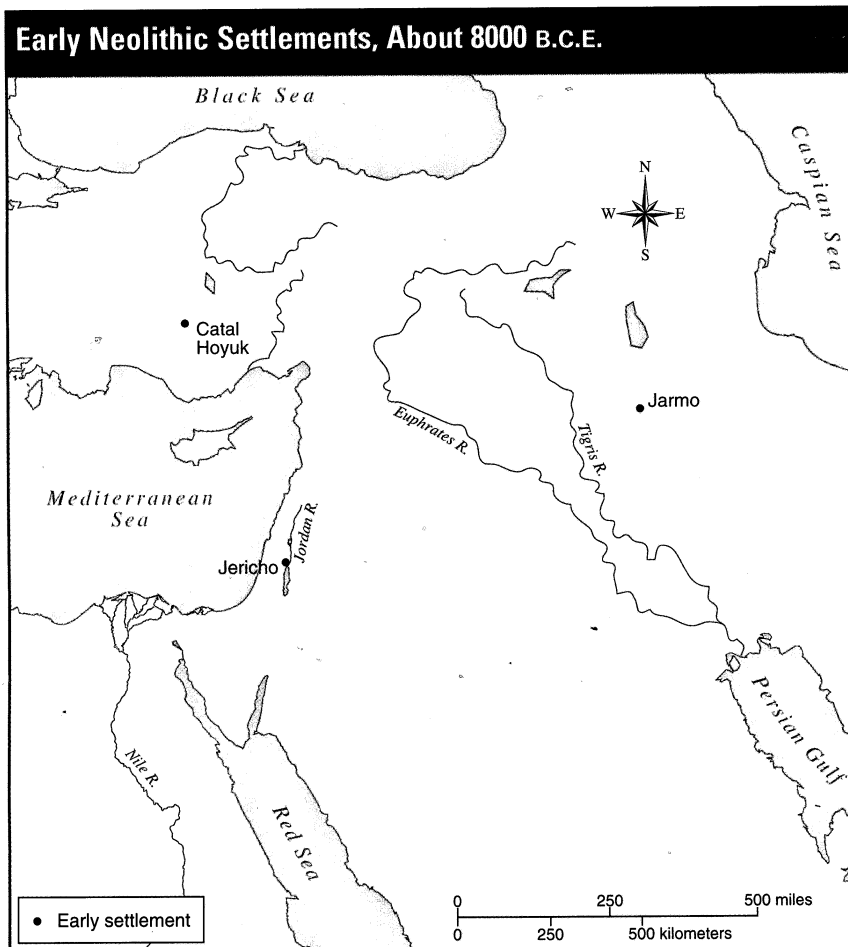 Early Neolithic Settlements, About 8000 B.C.E.
Black Sea
Caspian Sea
N
W E
S
Catal
Hoyuk
Jarmo
Euphrates R.
Tigris R.
Mediterranean
Sea
Jordan R.
Jericho
Persian Gulf
Nile R.
Red Sea
Early settlement
0 250 500 miles
0 250 500 kilometers